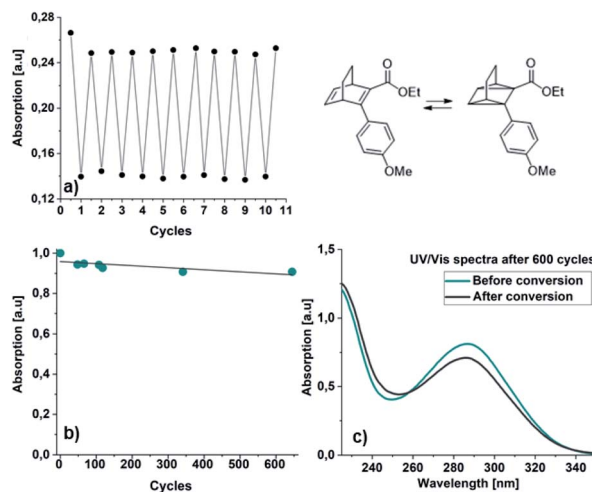 0,28
0,24
0,20
0,16
0,12
Absorption [a.u]
0 1 2 3 4 5 6 7 8 9 10 11
Cycles
a)
O
OEt
OMe
O
OEt
OMe
1,0
0,8
0,6
0,4
0,2
0,0
Absorption [a.u]
0 100 200 300 400 500 600
Cycles
b)
UV/Vis spectra after 600 cycles
Before conversion
After conversion
1,5
1,0
0,5
0,0
Absorption [a.u]
240 260 280 300 320 340
Wavelength [nm]
c)